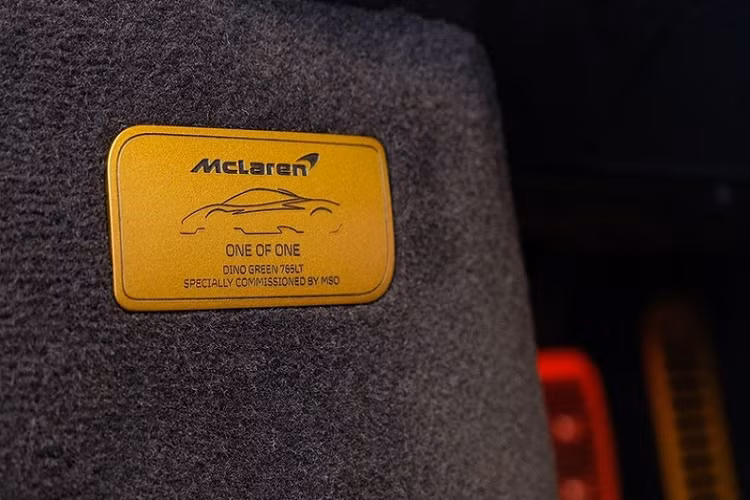 McLaren
ONE OF ONE
DINO GREEN 765LT
SPECIALLY COMMISSIONED BY MSO